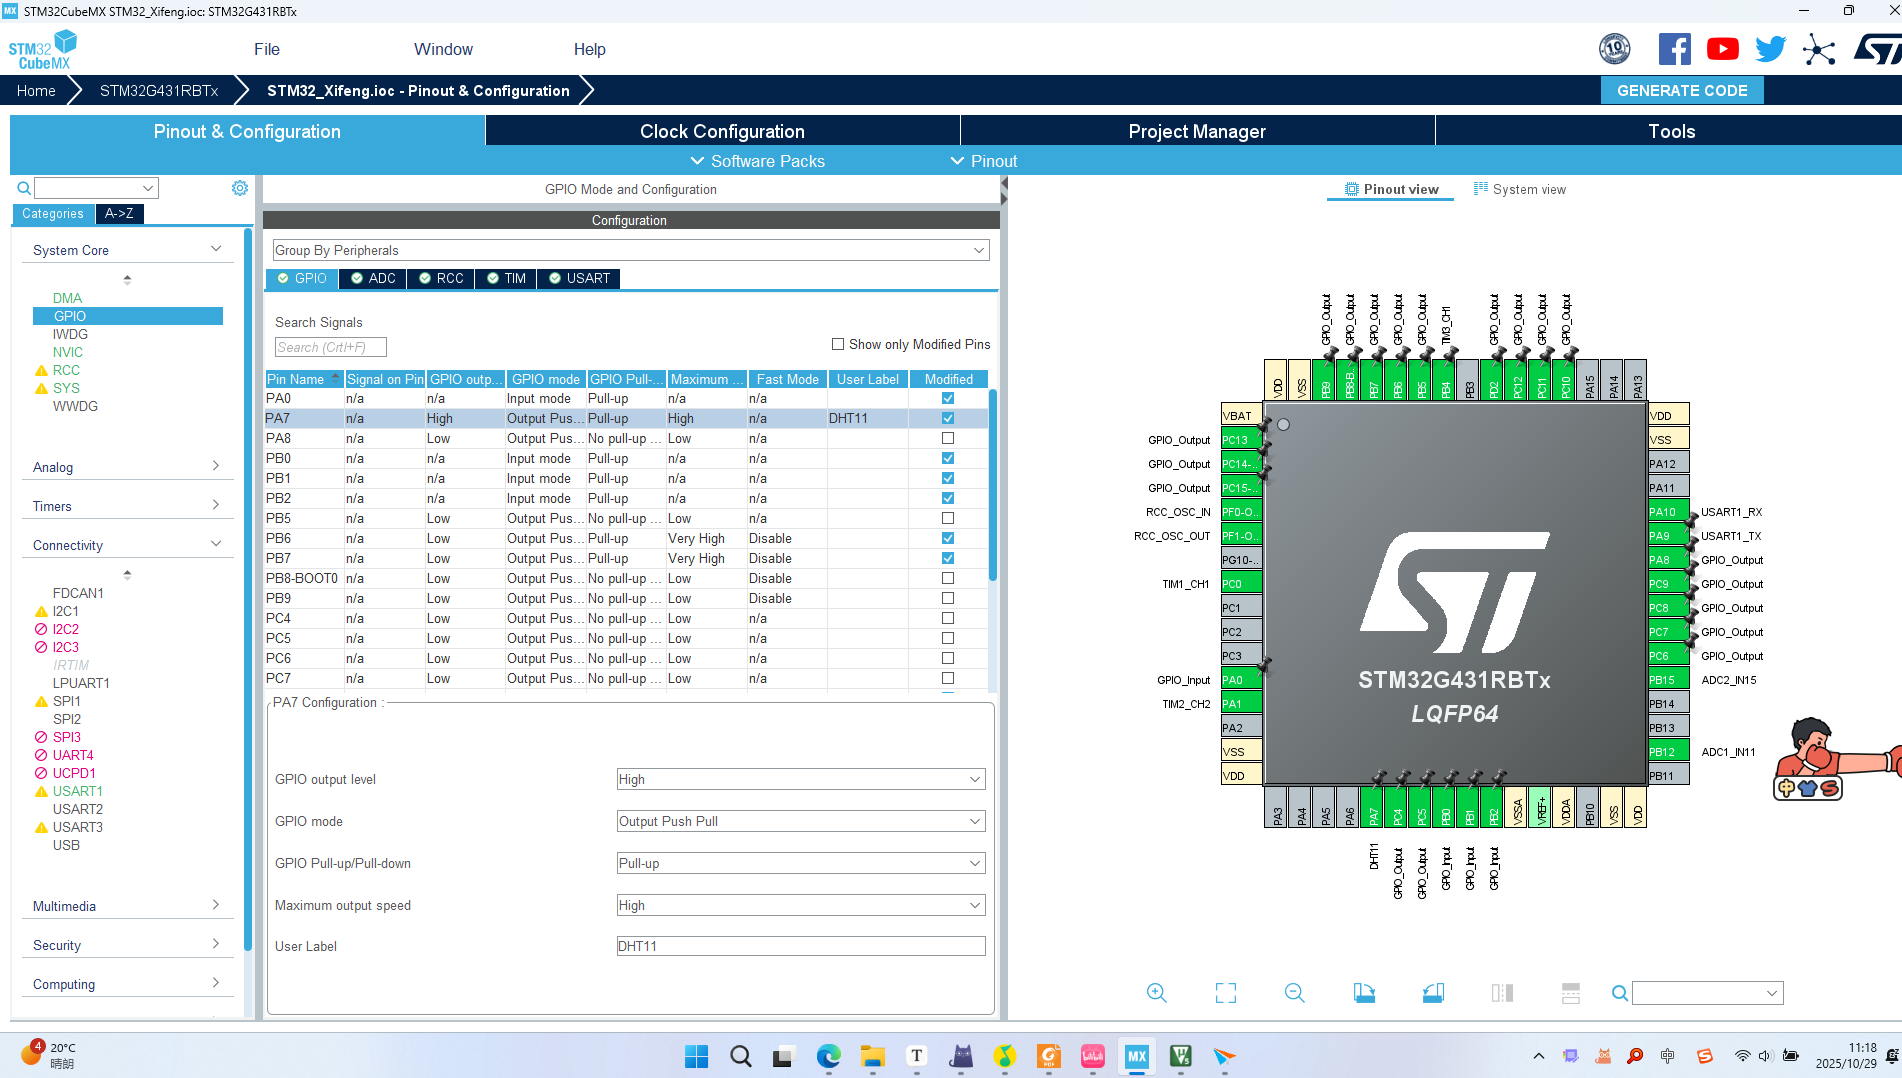 STM32CubeMX STM32_Xifeng.ioc: STM32G431RBTx
STM32
CubeMX
File
Window
Help
10
Home
STM32G431RBTx
STM32_Xifeng.ioc - Pinout & Configuration
GENERATE CODE
Pinout & Configuration
Clock Configuration
Project Manager
Tools
Software Packs
Pinout
Categories
A->Z
System Core
DMA
GPIO
IWDG
NVIC
RCC
SYS
WWDG
Analog
Timers
Connectivity
FDCAN1
I2C1
I2C2
I2C3
IRTIM
LPUART1
SPI1
SPI2
SPI3
UART4
UCPD1
USART1
USART2
USART3
USB
Multimedia
Security
Computing
GPIO Mode and Configuration
Configuration
Group By Peripherals
GPIO ADC RCC TIM USART
Search Signals
Search (Crtl+F)
Show only Modified Pins
Pin Name Signal on Pin GPIO outp... GPIO mode GPIO Pull-... Maximum ... Fast Mode User Label Modified
PA0 n/a n/a Input mode Pull-up n/a n/a
PA7 n/a High Output Pus... Pull-up High n/a DHT11
PA8 n/a Low Output Pus... No pull-up ... Low n/a
PB0 n/a n/a Input mode Pull-up n/a n/a
PB1 n/a n/a Input mode Pull-up n/a n/a
PB2 n/a n/a Input mode Pull-up n/a n/a
PB5 n/a Low Output Pus... No pull-up ... Low n/a
PB6 n/a Low Output Pus... Pull-up Very High Disable
PB7 n/a Low Output Pus... Pull-up Very High Disable
PB8-BOOT0 n/a Low Output Pus... No pull-up ... Low Disable
PB9 n/a Low Output Pus... No pull-up ... Low Disable
PC4 n/a Low Output Pus... No pull-up ... Low n/a
PC5 n/a Low Output Pus... No pull-up ... Low n/a
PC6 n/a Low Output Pus... No pull-up ... Low n/a
PC7 n/a Low Output Pus... No pull-up ... Low n/a
PA7 Configuration :
GPIO output level High
GPIO mode Output Push Pull
GPIO Pull-up/Pull-down Pull-up
Maximum output speed High
User Label DHT11
Pinout view
System view
GPIO_Output GPIO_Output GPIO_Output GPIO_Output GPIO_Output TIM3_CH1 GPIO_Output GPIO_Output GPIO_Output GPIO_Output
VDD VSS PB9 PB8-B.. PB7 PB6 PB5 PB4 PB3 PD2 PC12 PC11 PC10 PA15 PA14 PA13
VBAT
GPIO_Output PC13
GPIO_Output PC14-..
GPIO_Output PC15-..
RCC_OSC_IN PF0-O..
RCC_OSC_OUT PF1-O..
PG10-..
TIM1_CH1 PC0
PC1
PC2
PC3
GPIO_Input PA0
TIM2_CH2 PA1
PA2
VSS
VDD
STM32G431RBTx
LQFP64
VDD
VSS
PA12
PA11
PA10 USART1_RX
PA9 USART1_TX
PA8 GPIO_Output
PC9 GPIO_Output
PC8 GPIO_Output
PC7 GPIO_Output
PC6 GPIO_Output
PB15 ADC2_IN15
PB14
PB13
PB12 ADC1_IN11
PB11
PA3 PA4 PA5 PA6 PA7 PC4 PC5 PB0 PB1 PB2 VSSA VREF+ VDDA PB10 VSS VDD
DHT11 GPIO_Output GPIO_Output GPIO_Input GPIO_Input GPIO_Input
中
S
4
20°C
晴朗
T
PDF
MX
中
S
11:18
2025/10/29